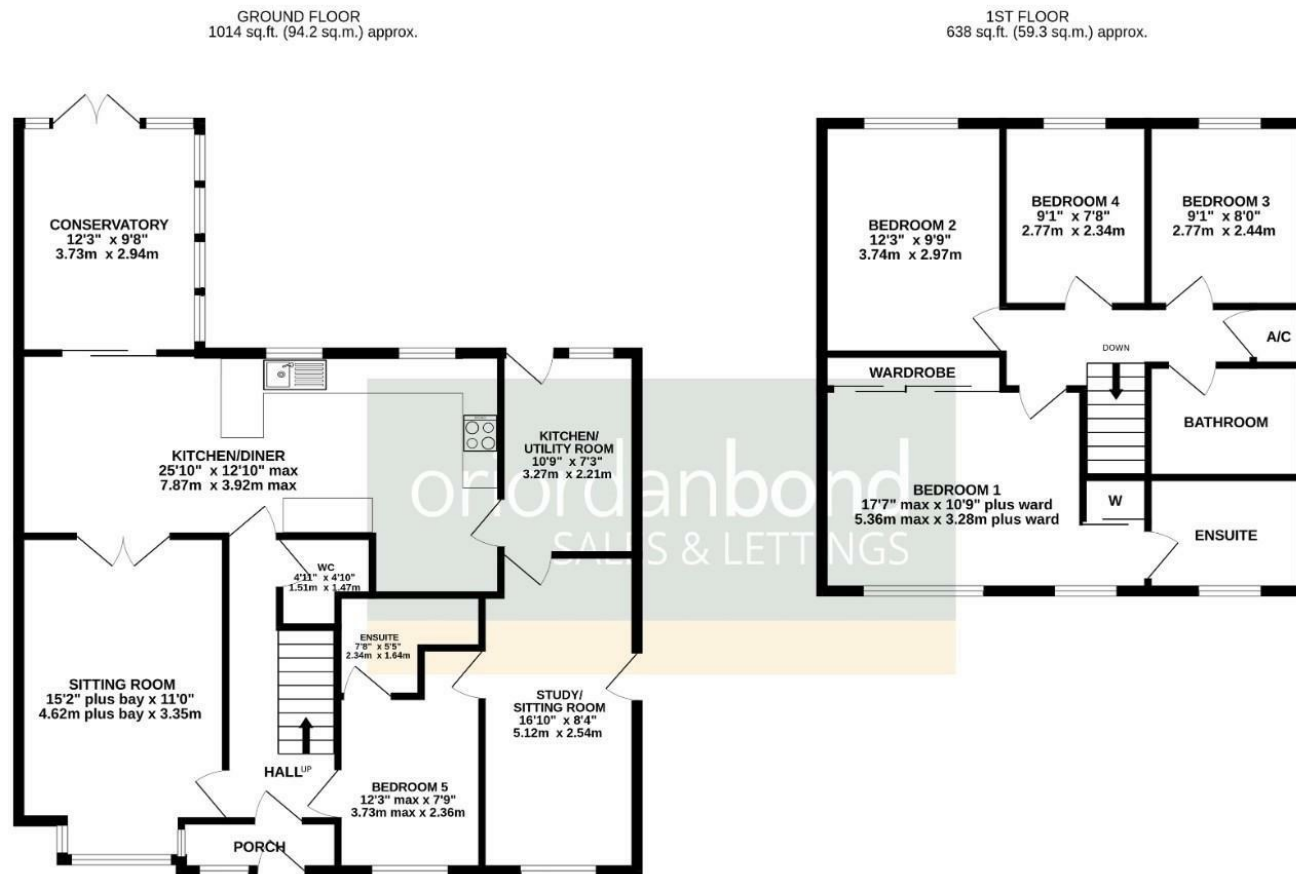 GROUND FLOOR
1014 sq.ft. (94.2 sq.m.) approx.
1ST FLOOR
638 sq.ft. (59.3 sq.m.) approx.
CONSERVATORY
12'3" x 9'8"
3.73m x 2.94m
KITCHEN/DINER
25'10" x 12'10" max
7.87m x 3.92m max
KITCHEN/
UTILITY ROOM
10'9" x 7'3"
3.27m x 2.21m
WC
4'11" x 4'10"
1.51m x 1.47m
ENSUITE
7'8" x 5'5"
2.34m x 1.64m
SITTING ROOM
15'2" plus bay x 11'0"
4.62m plus bay x 3.35m
STUDY/
SITTING ROOM
16'10" x 8'4"
5.12m x 2.54m
HALL
UP
BEDROOM 5
12'3" max x 7'9"
3.73m max x 2.36m
PORCH
BEDROOM 2
12'3" x 9'9"
3.74m x 2.97m
BEDROOM 4
9'1" x 7'8"
2.77m x 2.34m
BEDROOM 3
9'1" x 8'0"
2.77m x 2.44m
DOWN
A/C
WARDROBE
BATHROOM
BEDROOM 1
17'7" max x 10'9" plus ward
5.36m max x 3.28m plus ward
W
ENSUITE
oriordanbond
SALES & LETTINGS